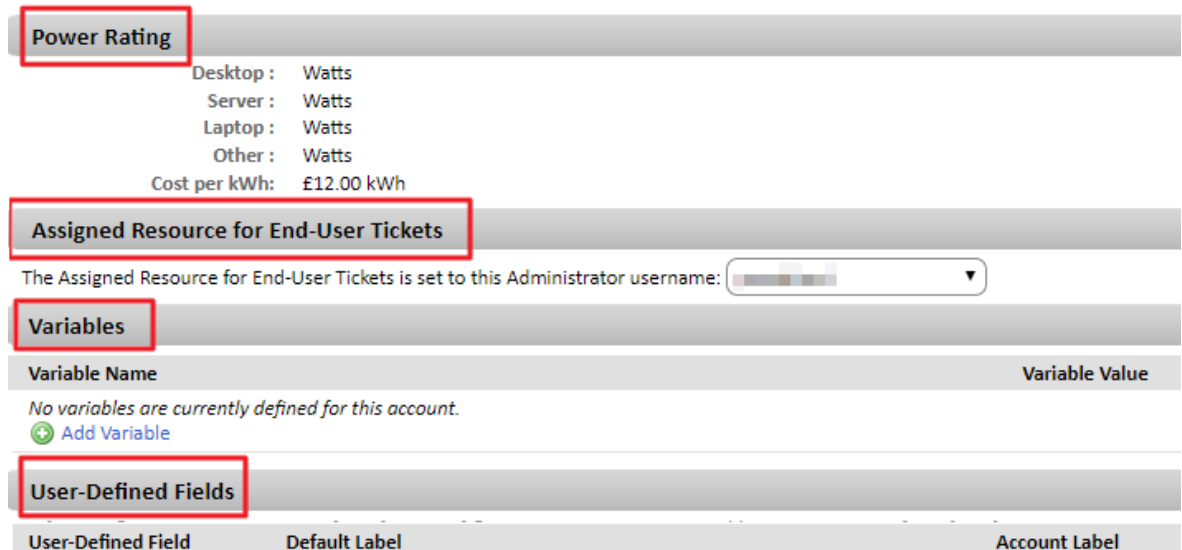 Power Rating
Desktop : Watts
Server : Watts
Laptop : Watts
Other : Watts
Cost per kWh: £12.00 kWh
Assigned Resource for End-User Tickets
The Assigned Resource for End-User Tickets is set to this Administrator username:
Variables
Variable Name Variable Value
No variables are currently defined for this account.
Add Variable
User-Defined Fields
User-Defined Field Default Label Account Label